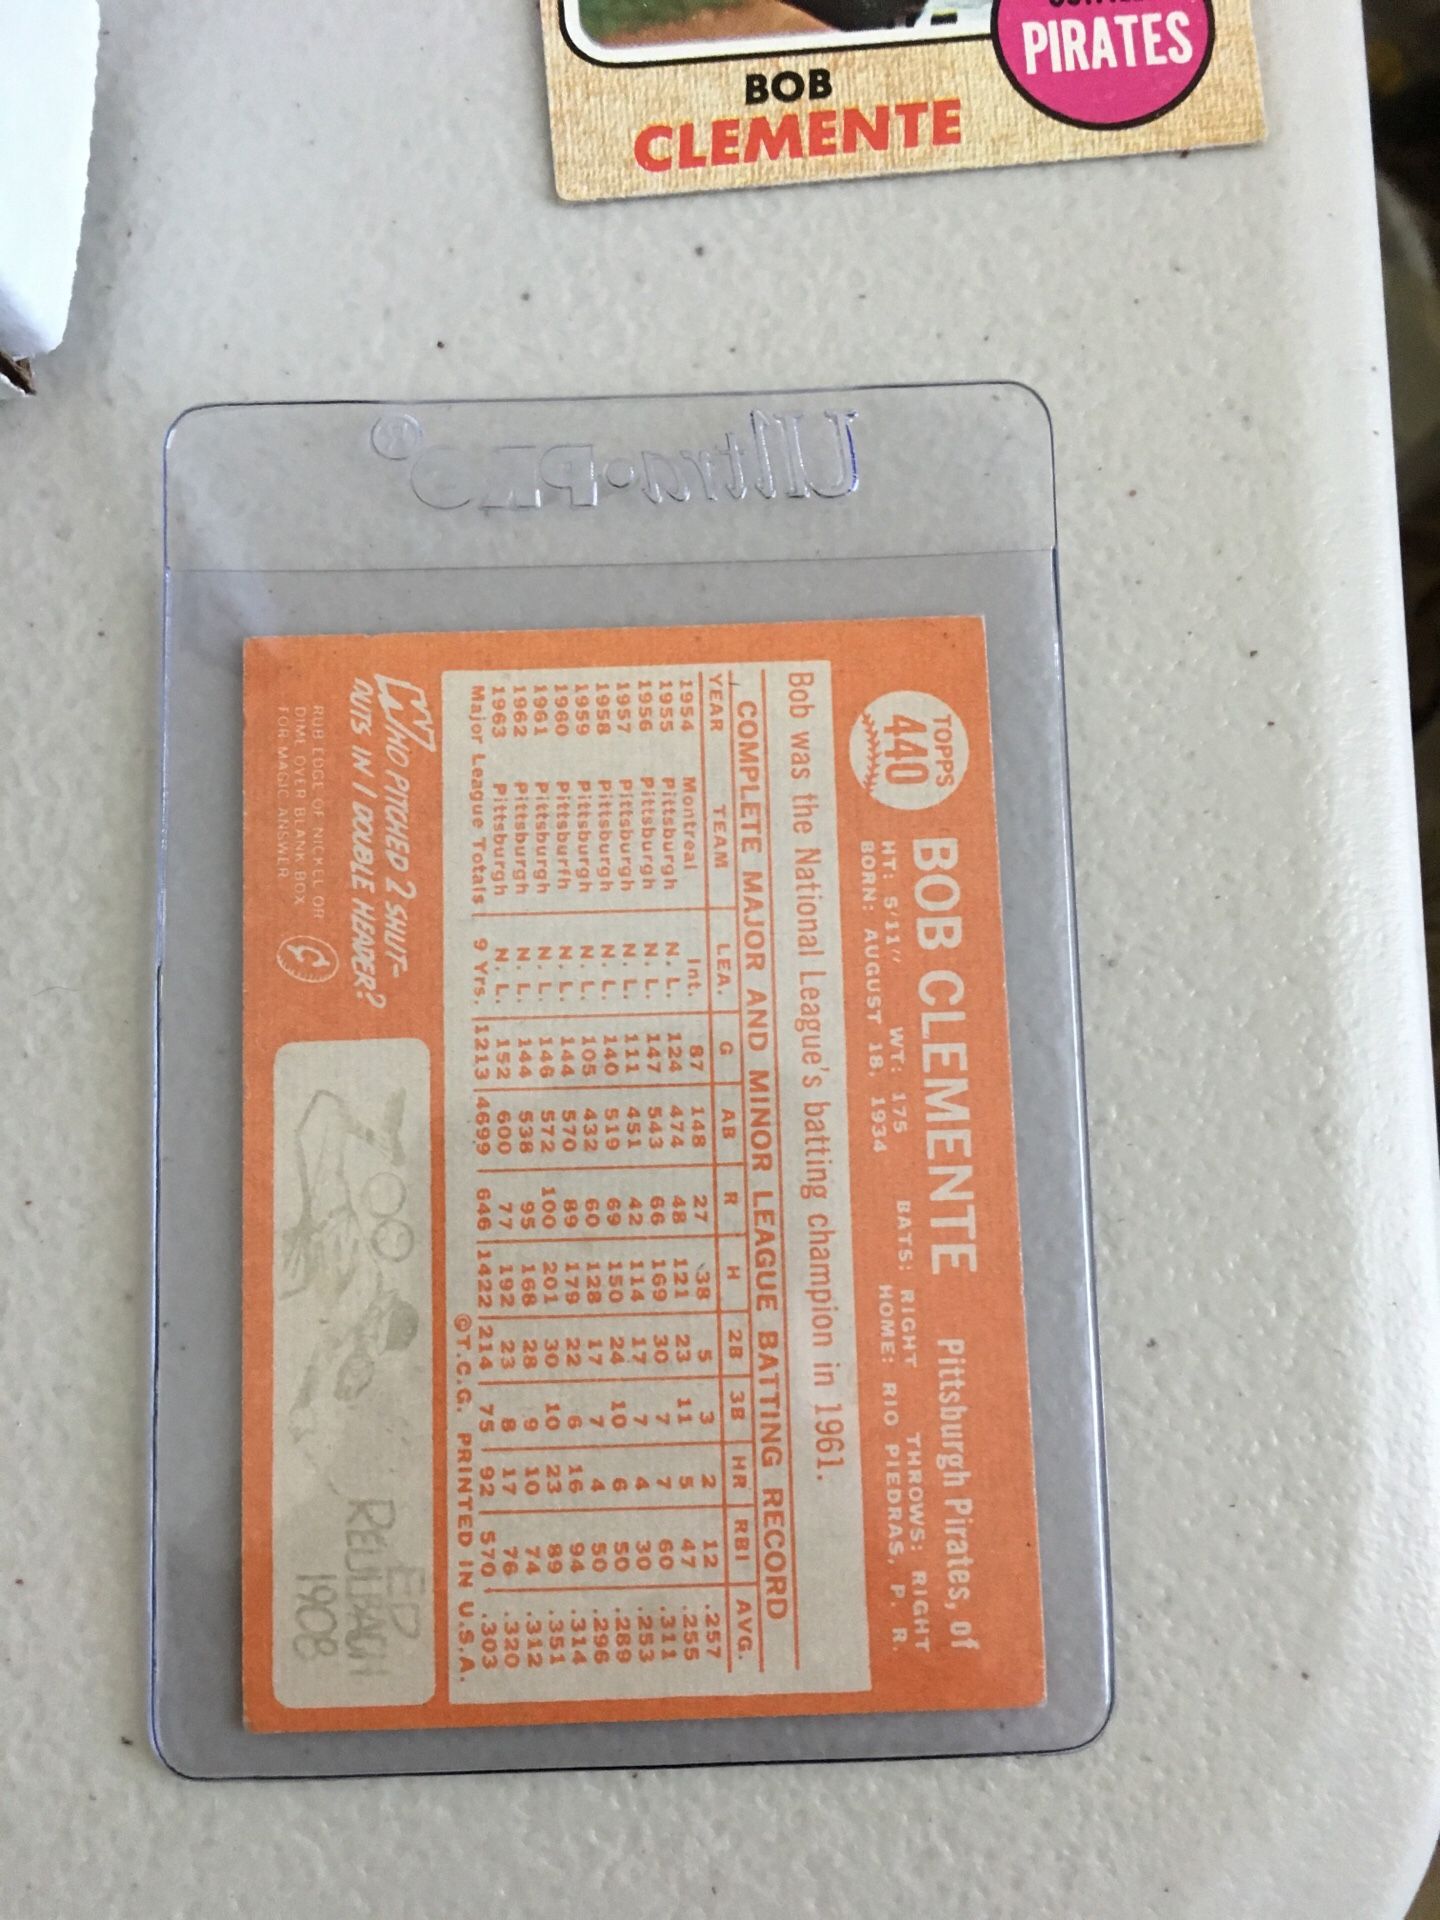 PIRATES
BOB
CLEMENTE
Ultra•PRO®
TOPPS
440
BOB CLEMENTE Pittsburgh Pirates, of
HT: 5'11" WT: 175 BATS: RIGHT THROWS: RIGHT
BORN: AUGUST 18, 1934 HOME: RIO PIEDRAS, P. R.
Bob was the National League's batting champion in 1961.
COMPLETE MAJOR AND MINOR LEAGUE BATTING RECORD
YEAR TEAM LEA. G AB R H 2B 3B HR RBI AVG.
1954 Montreal Int. 87 148 27 38 5 3 2 12 .257
1955 Pittsburgh N. L. 124 474 48 121 23 11 5 47 .255
1956 Pittsburgh N. L. 147 543 66 169 30 7 7 60 .311
1957 Pittsburgh N. L. 111 451 42 114 17 7 4 30 .253
1958 Pittsburgh N. L. 140 519 69 150 24 10 6 50 .289
1959 Pittsburgh N. L. 105 432 60 128 17 7 4 50 .296
1960 Pittsburfh N. L. 144 570 89 179 22 6 16 94 .314
1961 Pittsburgh N. L. 146 572 100 201 30 10 23 89 .351
1962 Pittsburgh N. L. 144 538 95 168 28 9 10 74 .312
1963 Pittsburgh N. L. 152 600 77 192 23 8 17 76 .320
Major League Totals 9 Yrs. 1213 4699 646 1422 214 75 92 570 .303
©T.C.G. PRINTED IN U.S.A.
WHO PITCHED 2 SHUT-
OUTS IN 1 DOUBLE HEADER?
RUB EDGE OF NICKEL OR
DIME OVER BLANK BOX
FOR MAGIC ANSWER
ED
REULBACH
1908